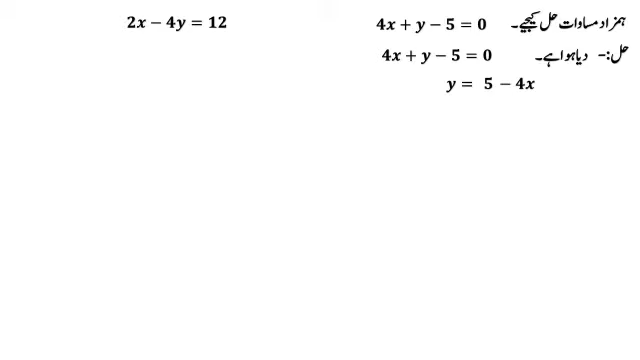 ہمزاد مساوات حل کیجیے۔ 4x + y − 5 = 0 2x − 4y = 12
حل:- دیا ہوا ہے۔ 4x + y − 5 = 0
y = 5 − 4x